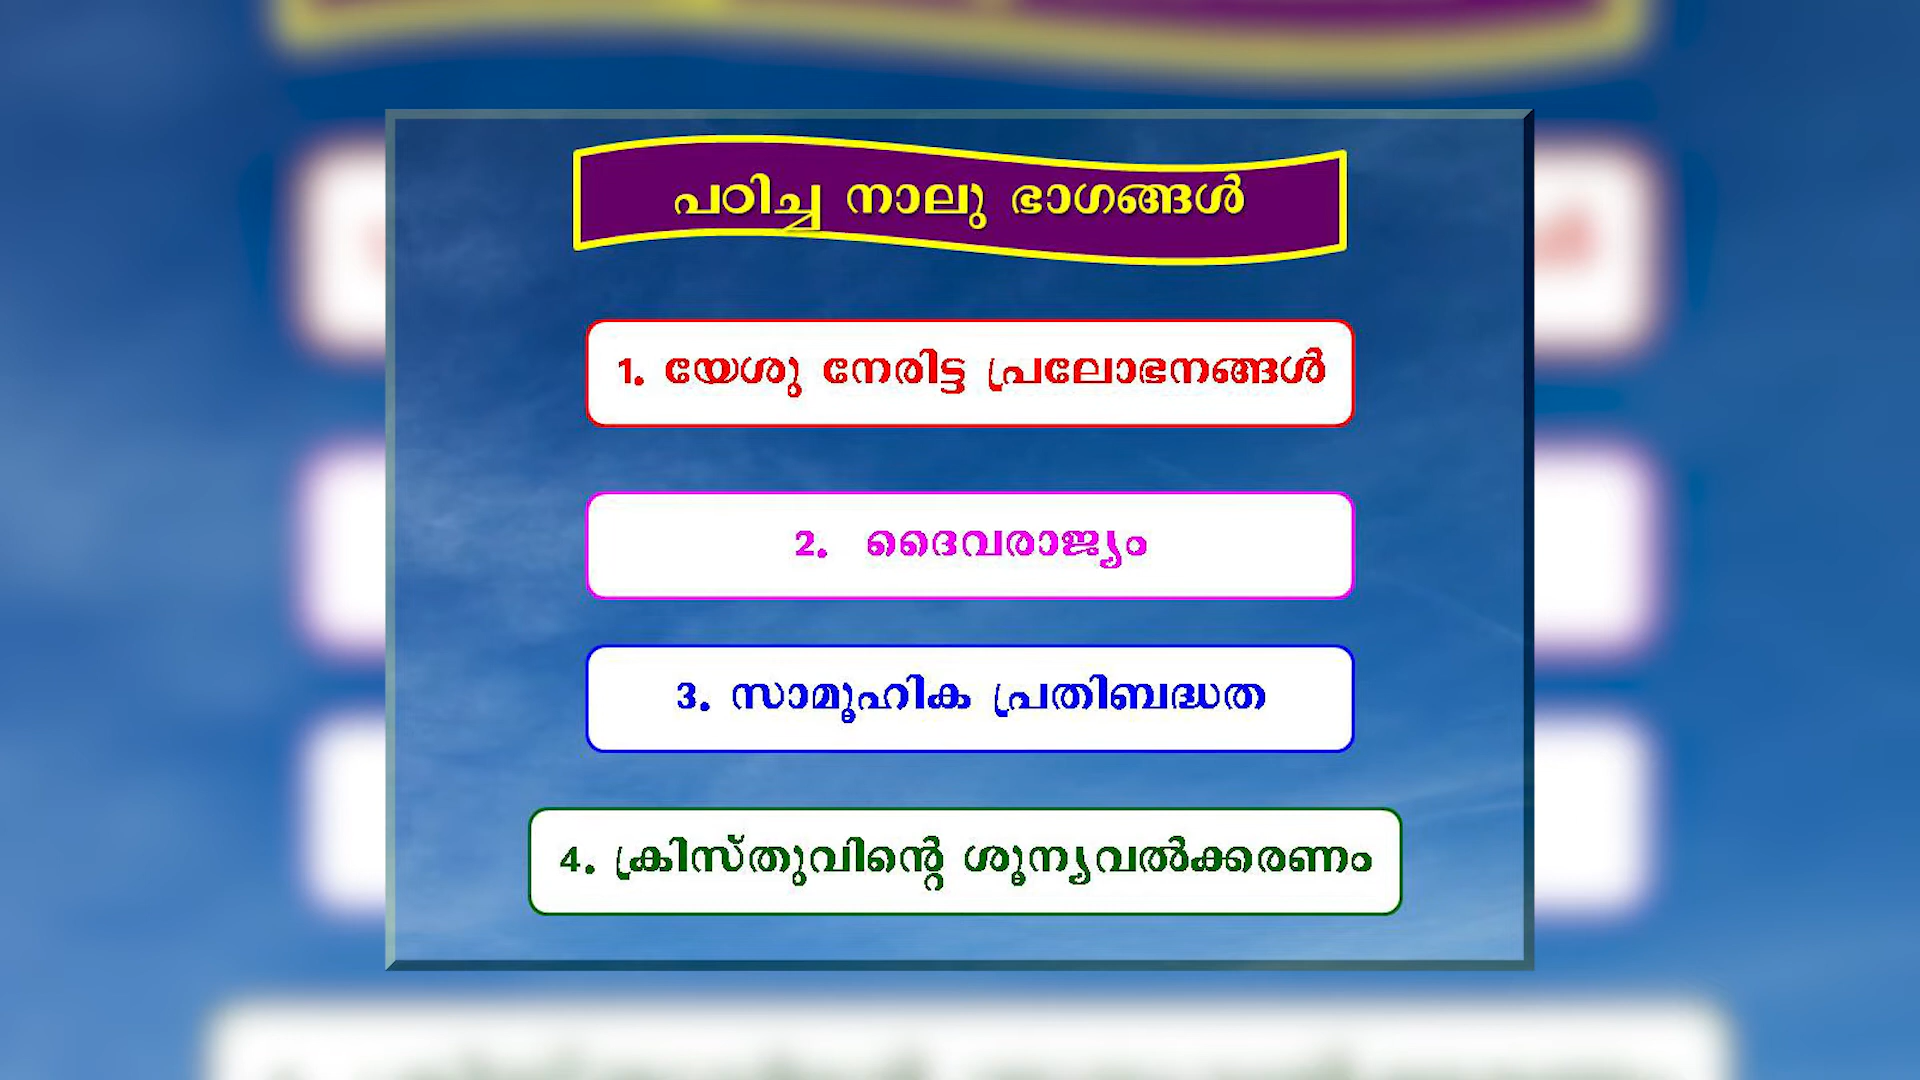 പഠിച്ച നാലു ഭാഗങ്ങൾ
1. യേശു നേരിട്ട പ്രലോഭനങ്ങൾ
2. ദൈവരാജ്യം
3. സാമൂഹിക പ്രതിബദ്ധത
4. ക്രിസ്തുവിന്റെ ശൂന്യവൽക്കരണം